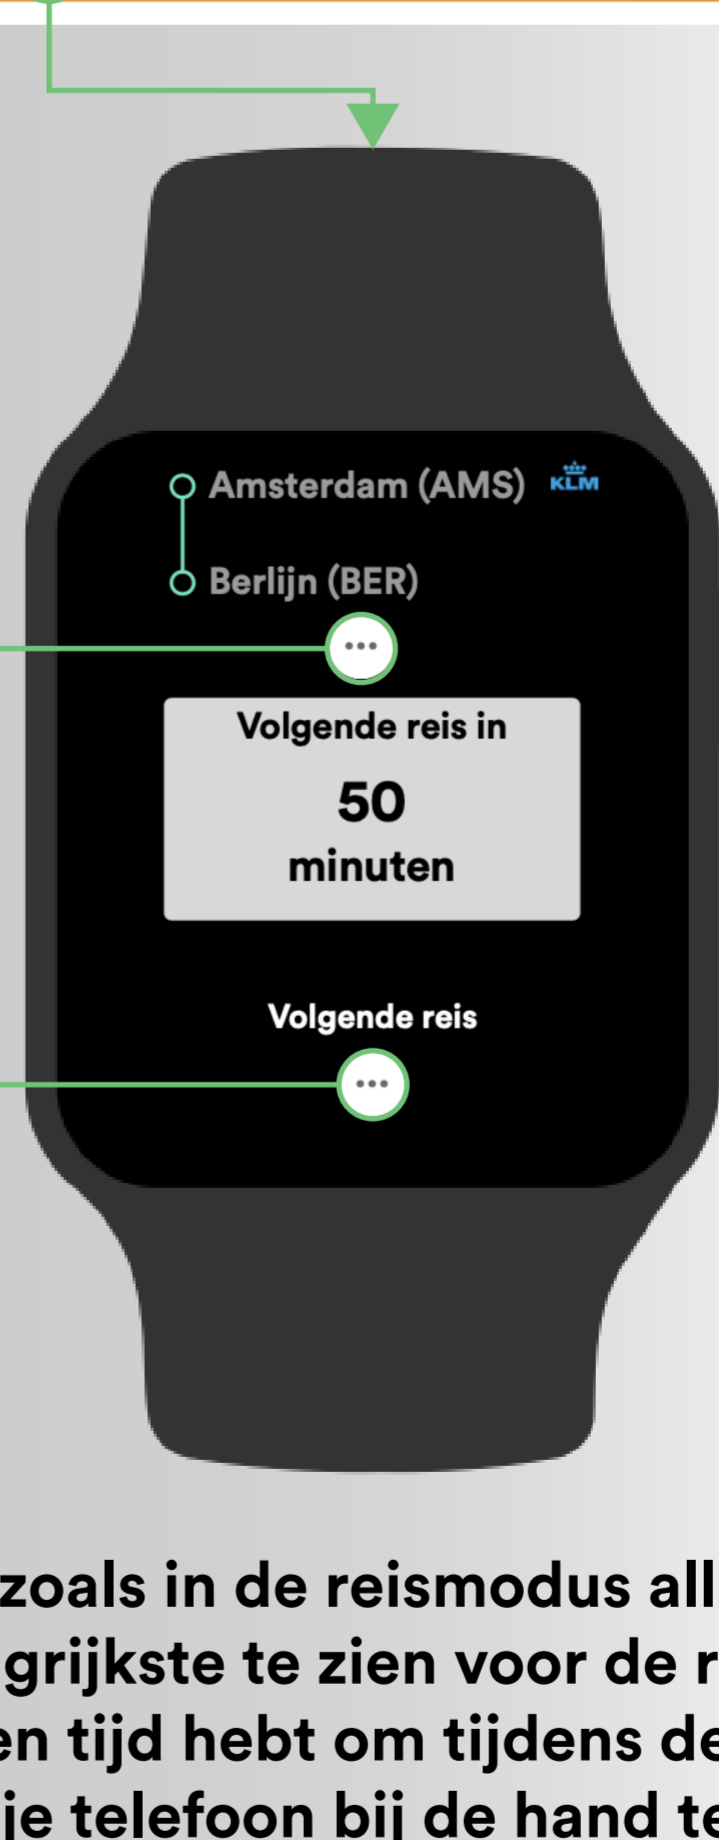 Amsterdam (AMS) KLM
Berlijn (BER)
Volgende reis in
50
minuten
Volgende reis
zoals in de reismodus all
grijkste te zien voor de r
en tijd hebt om tijdens de
je telefoon bij de hand te